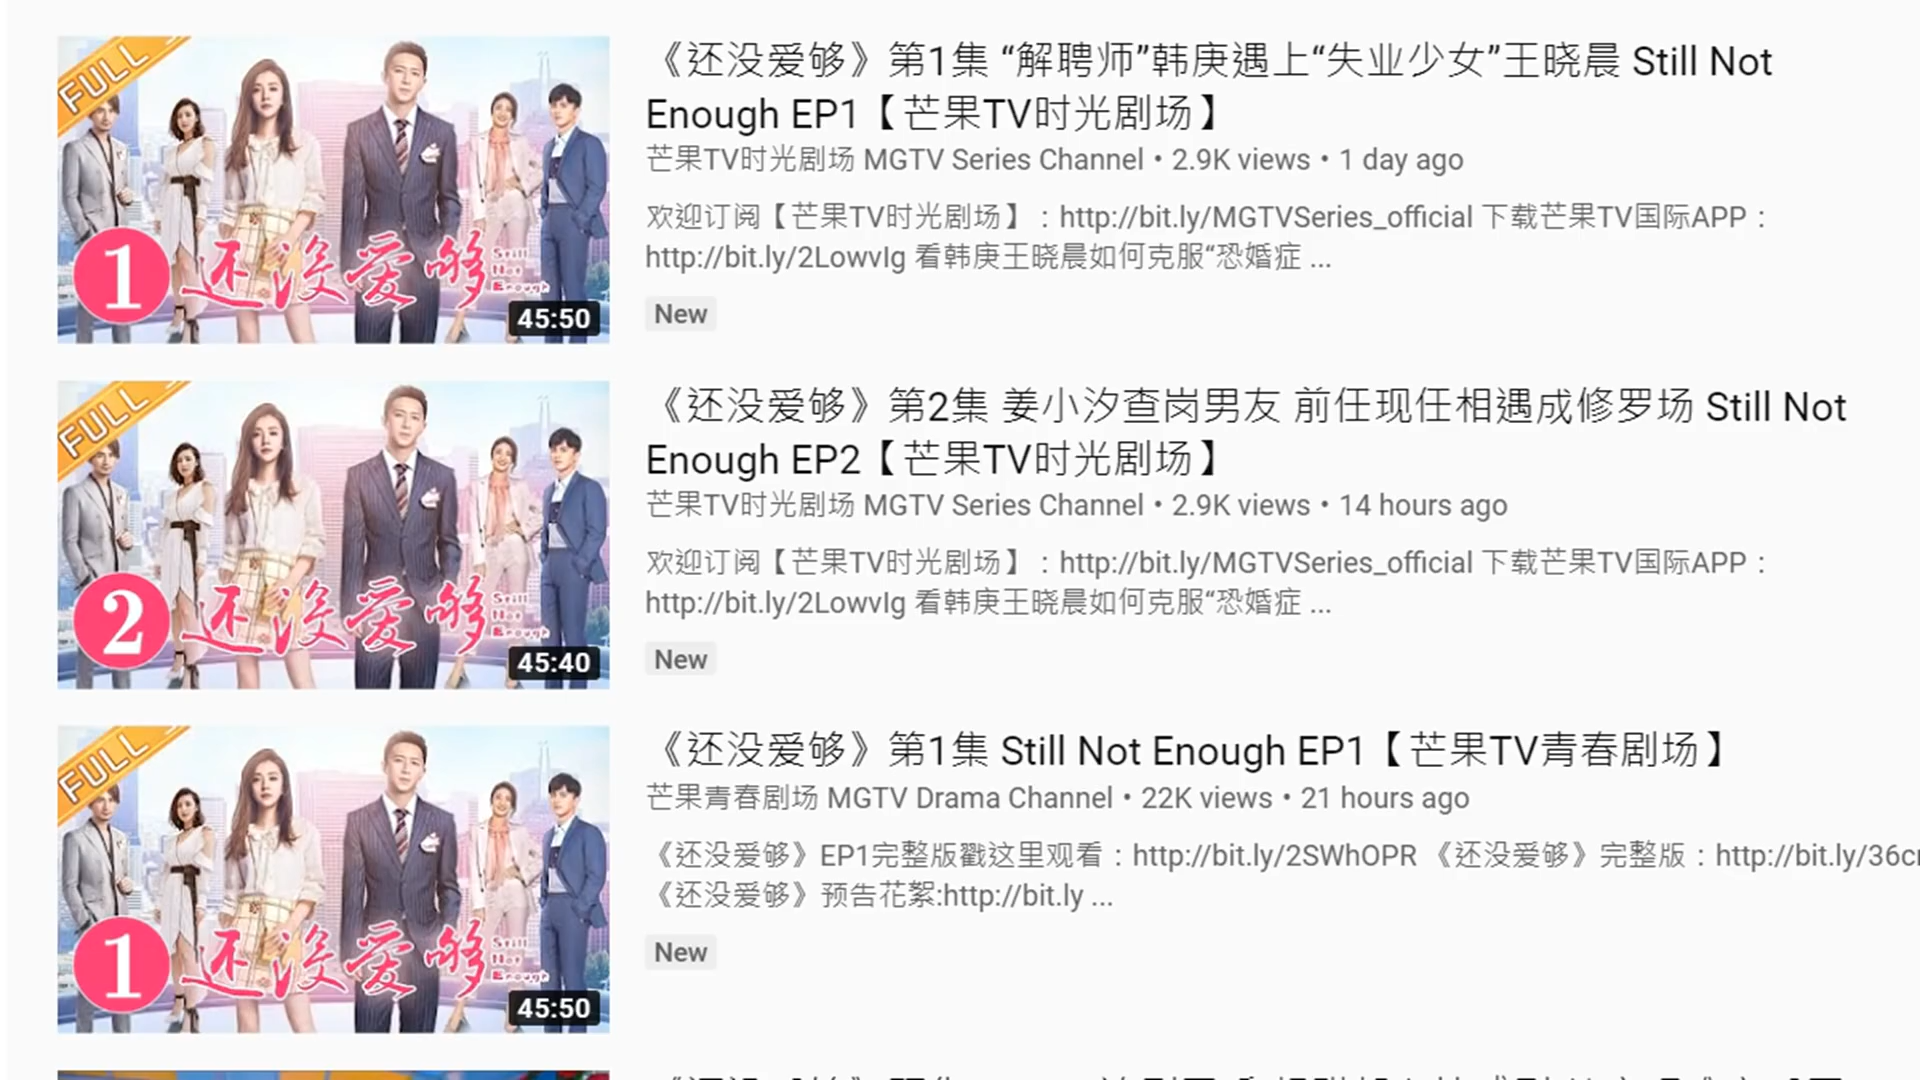 FULL
1 还没爱够 Still Not Enough
45:50
《还没爱够》第1集 “解聘师”韩庚遇上“失业少女”王晓晨 Still Not
Enough EP1【芒果TV时光剧场】
芒果TV时光剧场 MGTV Series Channel • 2.9K views • 1 day ago
欢迎订阅【芒果TV时光剧场】：http://bit.ly/MGTVSeries_official 下载芒果TV国际APP：
http://bit.ly/2LowvIg 看韩庚王晓晨如何克服“恐婚症 ...
New
FULL
2 还没爱够 Still Not Enough
45:40
《还没爱够》第2集 姜小汐查岗男友 前任现任相遇成修罗场 Still Not
Enough EP2【芒果TV时光剧场】
芒果TV时光剧场 MGTV Series Channel • 2.9K views • 14 hours ago
欢迎订阅【芒果TV时光剧场】：http://bit.ly/MGTVSeries_official 下载芒果TV国际APP：
http://bit.ly/2LowvIg 看韩庚王晓晨如何克服“恐婚症 ...
New
FULL
1 还没爱够 Still Not Enough
45:50
《还没爱够》第1集 Still Not Enough EP1【芒果TV青春剧场】
芒果青春剧场 MGTV Drama Channel • 22K views • 21 hours ago
《还没爱够》EP1完整版戳这里观看：http://bit.ly/2SWhOPR 《还没爱够》完整版：http://bit.ly/36c
《还没爱够》预告花絮:http://bit.ly ...
New